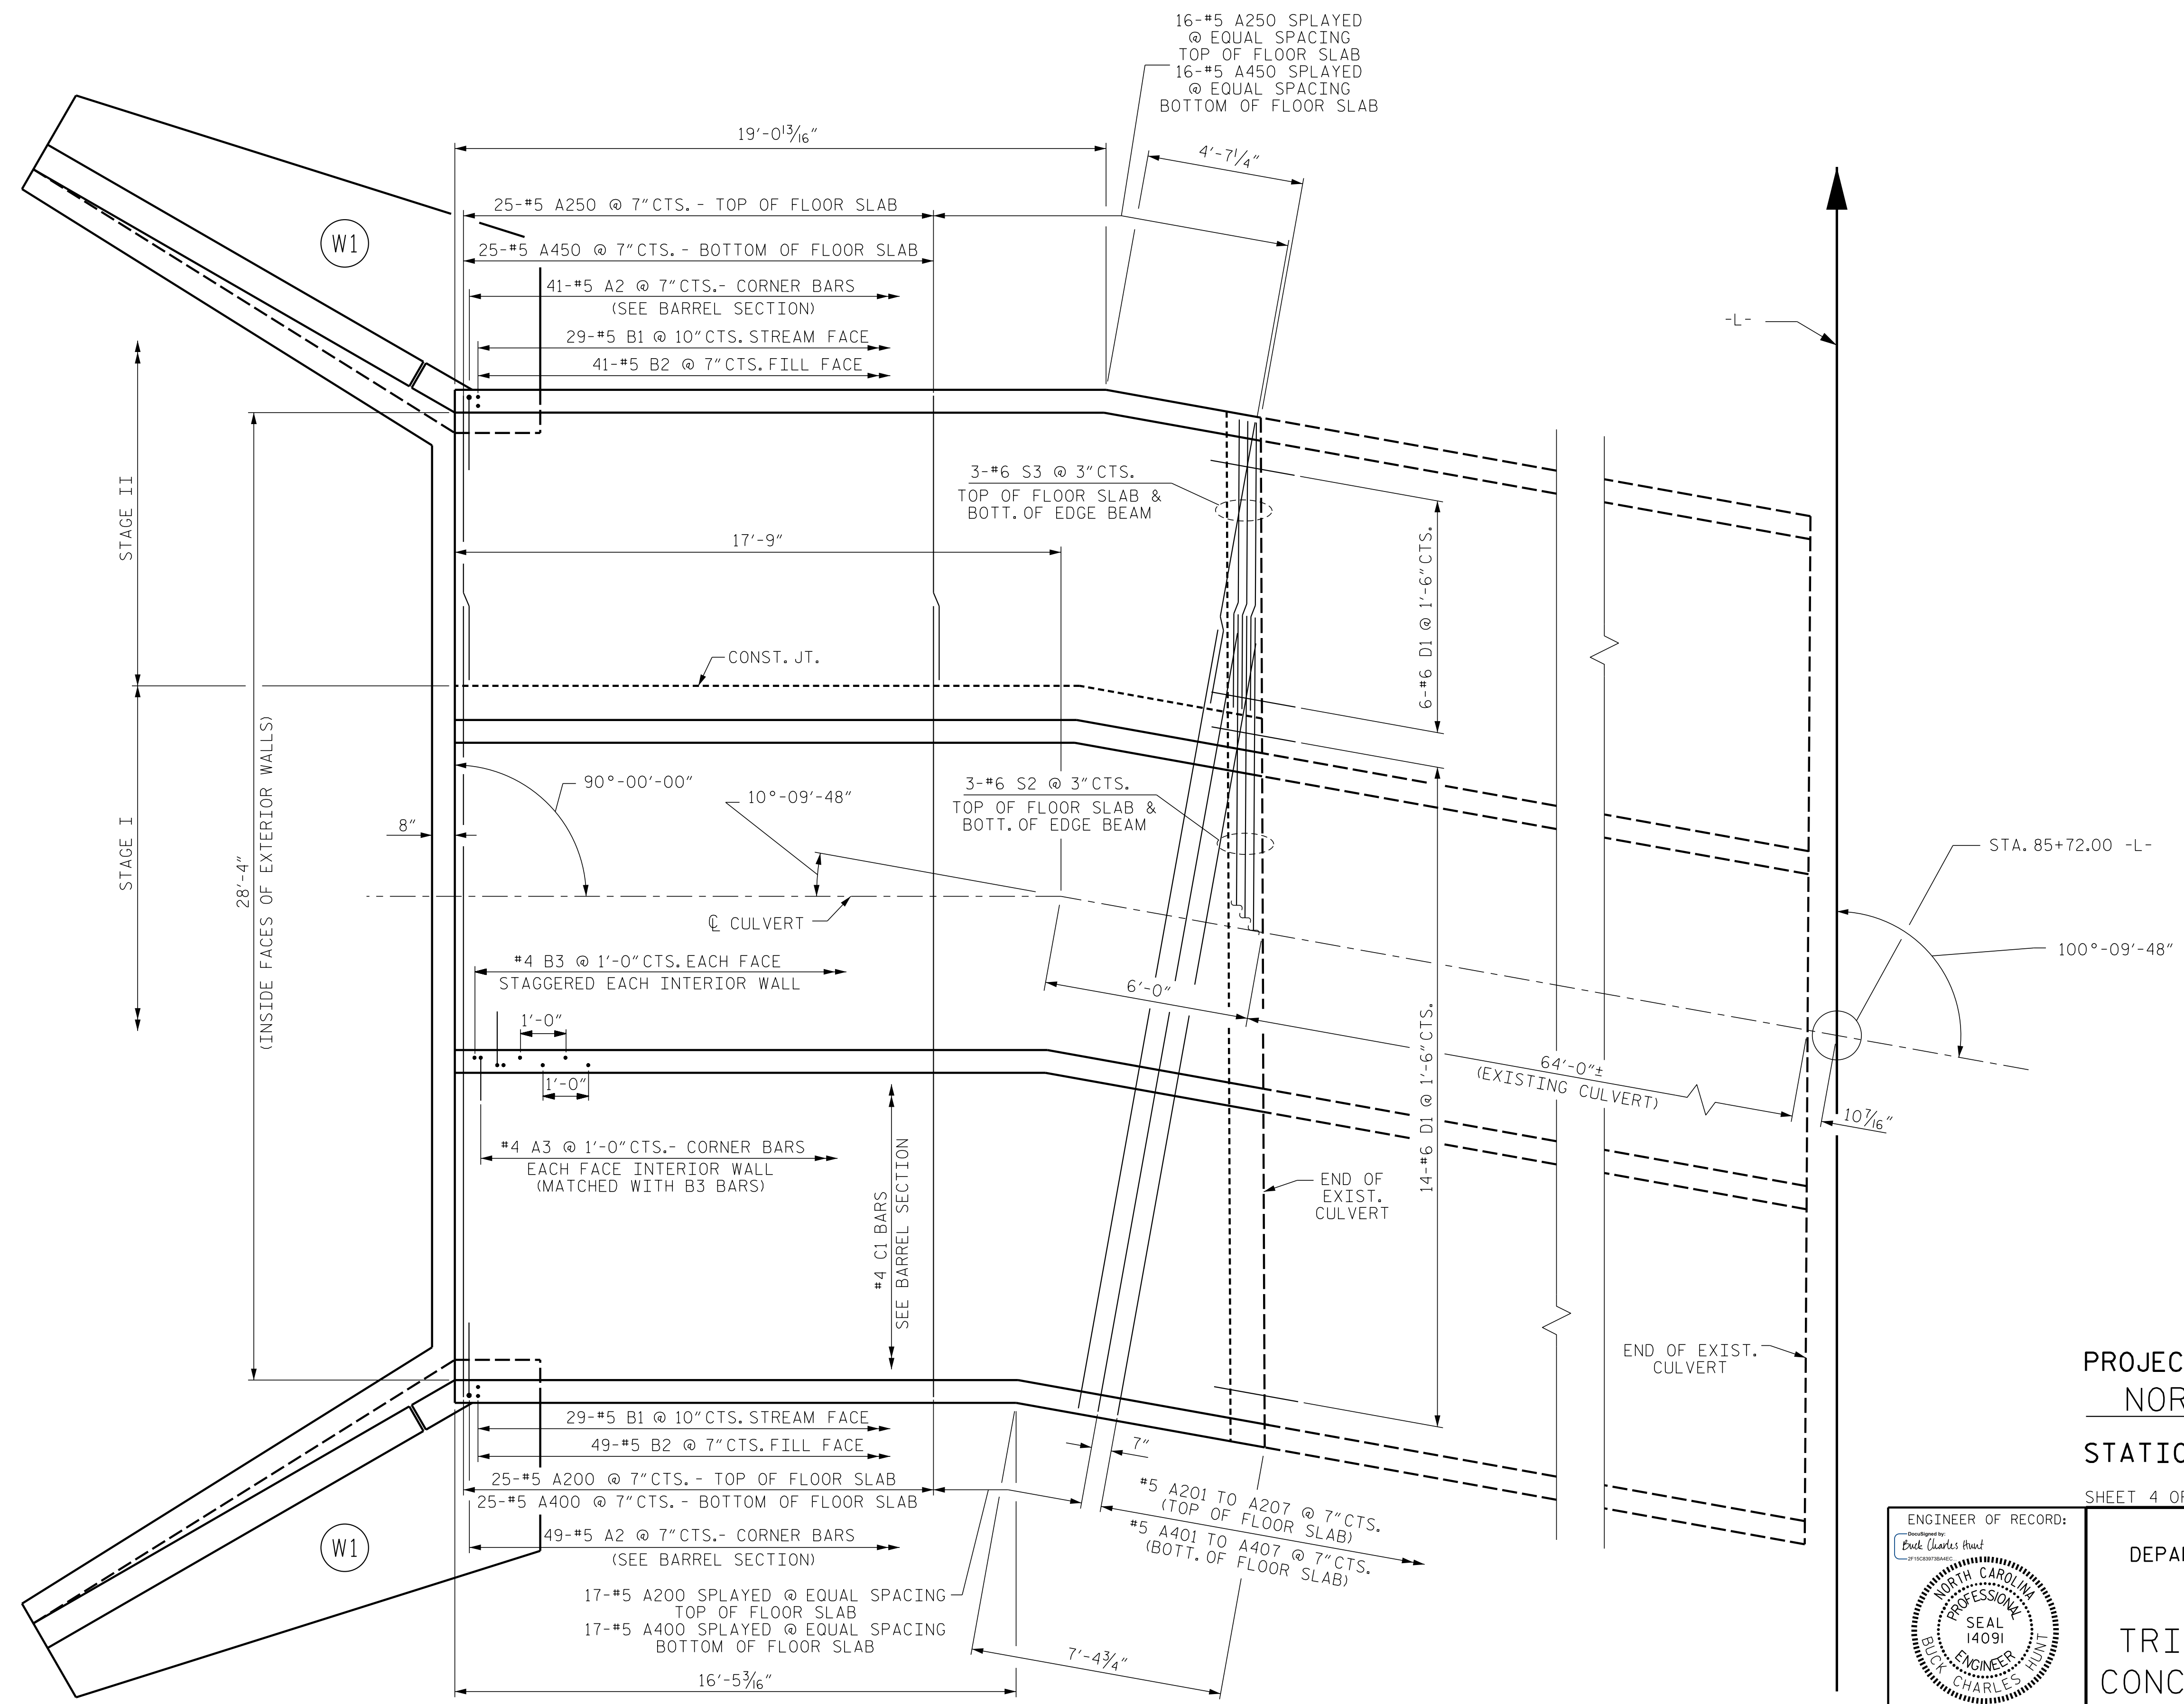 16-#5 A250 SPLAYED
@ EQUAL SPACING
TOP OF FLOOR SLAB
16-#5 A450 SPLAYED
@ EQUAL SPACING
BOTTOM OF FLOOR SLAB
19'-0 13/16"
4'-7 1/4"
25-#5 A250 @ 7"CTS. - TOP OF FLOOR SLAB
W1
25-#5 A450 @ 7"CTS. - BOTTOM OF FLOOR SLAB
41-#5 A2 @ 7"CTS.- CORNER BARS
(SEE BARREL SECTION)
29-#5 B1 @ 10"CTS. STREAM FACE
41-#5 B2 @ 7"CTS. FILL FACE
-L-
STAGE II
3-#6 S3 @ 3"CTS.
TOP OF FLOOR SLAB &
BOTT. OF EDGE BEAM
17'-9"
6-#6 D1 @ 1'-6"CTS.
CONST. JT.
STAGE I
28'-4"
(INSIDE FACES OF EXTERIOR WALLS)
90°-00'-00"
10°-09'-48"
8"
3-#6 S2 @ 3"CTS.
TOP OF FLOOR SLAB &
BOTT. OF EDGE BEAM
STA. 85+72.00 -L-
℄ CULVERT
100°-09'-48"
#4 B3 @ 1'-0"CTS. EACH FACE
STAGGERED EACH INTERIOR WALL
6'-0"
1'-0"
1'-0"
64'-0"±
(EXISTING CULVERT)
10 7/16"
14-#6 D1 @ 1'-6"CTS.
#4 A3 @ 1'-0"CTS.- CORNER BARS
EACH FACE INTERIOR WALL
(MATCHED WITH B3 BARS)
#4 C1 BARS
SEE BARREL SECTION
END OF
EXIST.
CULVERT
END OF EXIST.
CULVERT
29-#5 B1 @ 10"CTS. STREAM FACE
49-#5 B2 @ 7"CTS. FILL FACE
7"
25-#5 A200 @ 7"CTS. - TOP OF FLOOR SLAB
25-#5 A400 @ 7"CTS. - BOTTOM OF FLOOR SLAB
#5 A201 TO A207 @ 7"CTS.
(TOP OF FLOOR SLAB)
#5 A401 TO A407 @ 7"CTS.
(BOTT. OF FLOOR SLAB)
W1
49-#5 A2 @ 7"CTS.- CORNER BARS
(SEE BARREL SECTION)
17-#5 A200 SPLAYED @ EQUAL SPACING
TOP OF FLOOR SLAB
17-#5 A400 SPLAYED @ EQUAL SPACING
BOTTOM OF FLOOR SLAB
7'-4 3/4"
16'-5 3/16"
PROJEC
NOR
STATIO
SHEET 4 OF
ENGINEER OF RECORD:
DocuSigned by:
Buck Charles Hunt
2F15C83973BA4EC...
NORTH CAROLINA
PROFESSIONAL
SEAL
14091
ENGINEER
BUCK CHARLES HUNT
DEPA
TRI
CONC